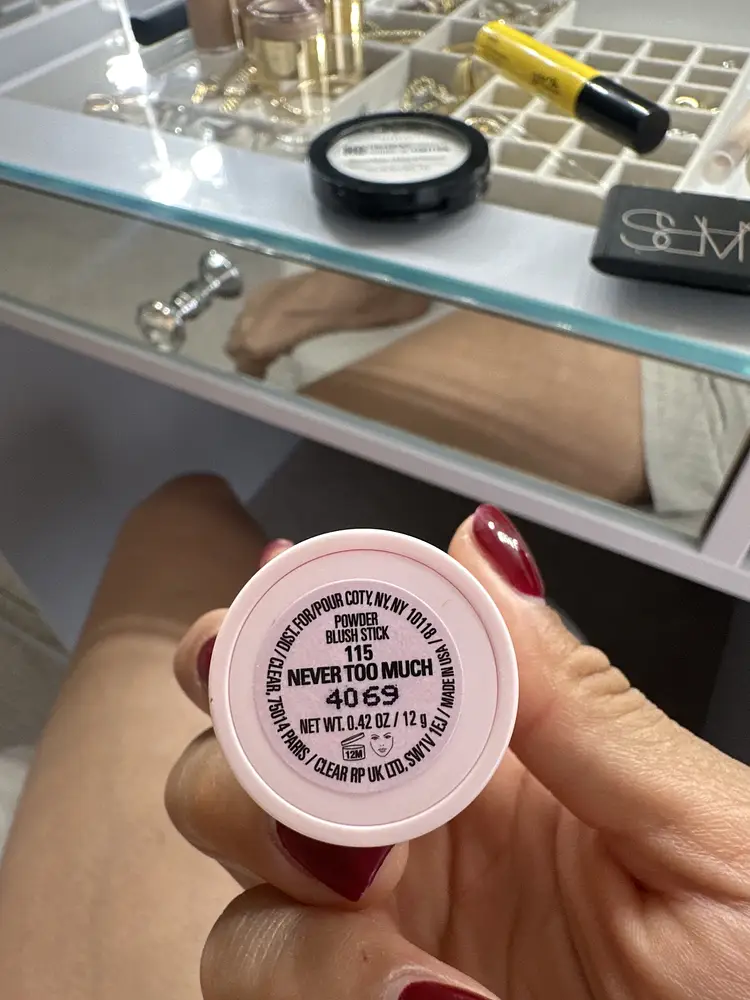 NARS
DIST. FOR/POUR COTY, NY, NY 10118 / MADE IN USA /
CLEAR, 75014 PARIS / CLEAR RP UK LTD, SW1V 1EJ /
POWDER
BLUSH STICK
115
NEVER TOO MUCH
4069
NET WT. 0.42 OZ / 12 g
12M